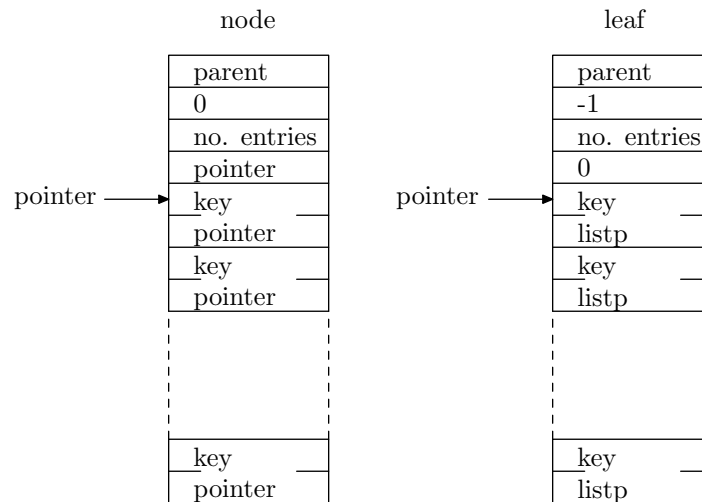 node
parent
0
no. entries
pointer
pointer
key
pointer
key
pointer
key
pointer
leaf
parent
-1
no. entries
0
pointer
key
listp
key
listp
key
listp